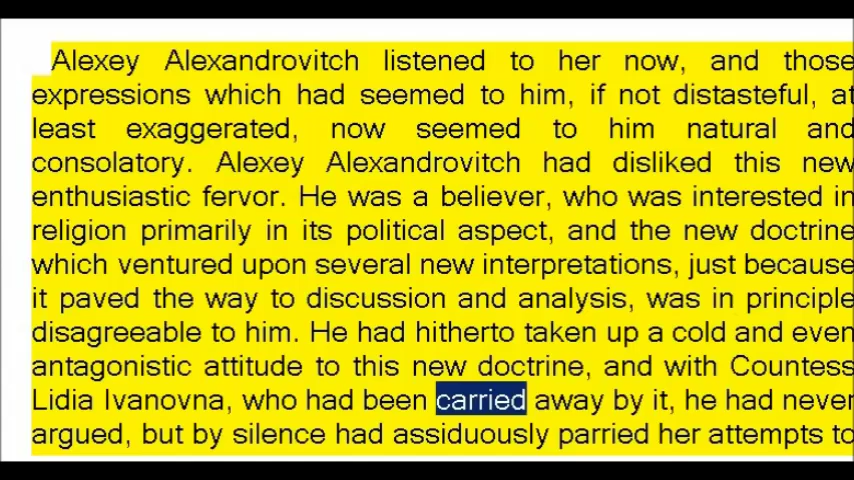 Alexey Alexandrovitch listened to her now, and those
expressions which had seemed to him, if not distasteful, at
least exaggerated, now seemed to him natural and
consolatory. Alexey Alexandrovitch had disliked this new
enthusiastic fervor. He was a believer, who was interested in
religion primarily in its political aspect, and the new doctrine
which ventured upon several new interpretations, just because
it paved the way to discussion and analysis, was in principle
disagreeable to him. He had hitherto taken up a cold and even
antagonistic attitude to this new doctrine, and with Countess
Lidia Ivanovna, who had been carried away by it, he had never
argued, but by silence had assiduously parried her attempts to